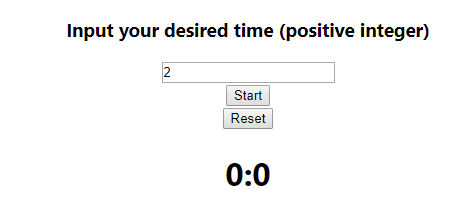 Input your desired time (positive integer)
2
Start
Reset
0:0